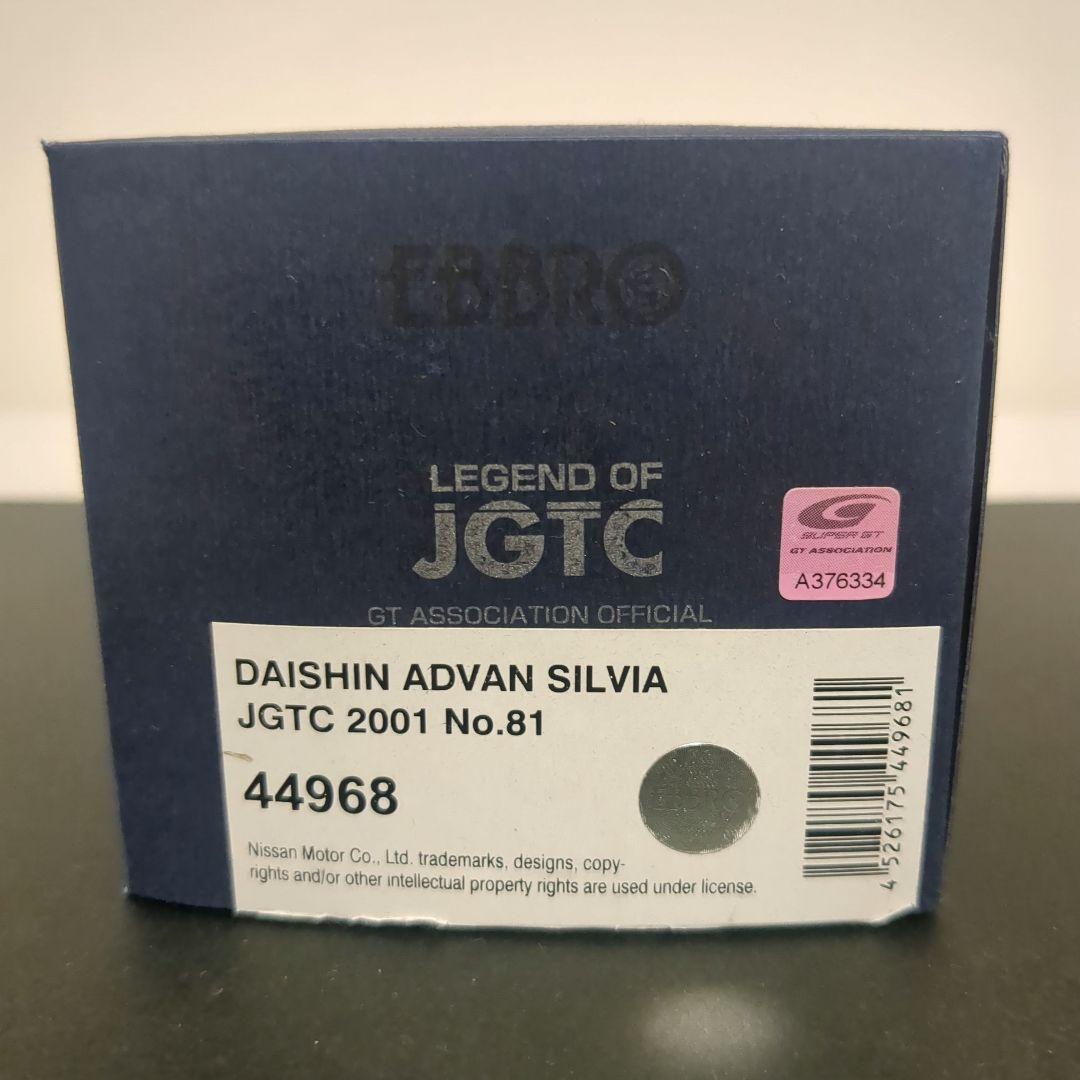 EBBRO
LEGEND OF
JGTC
GT ASSOCIATION OFFICIAL
SUPER GT
GT ASSOCIATION
A376334
DAISHIN ADVAN SILVIA
JGTC 2001 No.81
44968
EBBRO
Nissan Motor Co., Ltd. trademarks, designs, copy-
rights and/or other intellectual property rights are used under license.
4 526175 449681